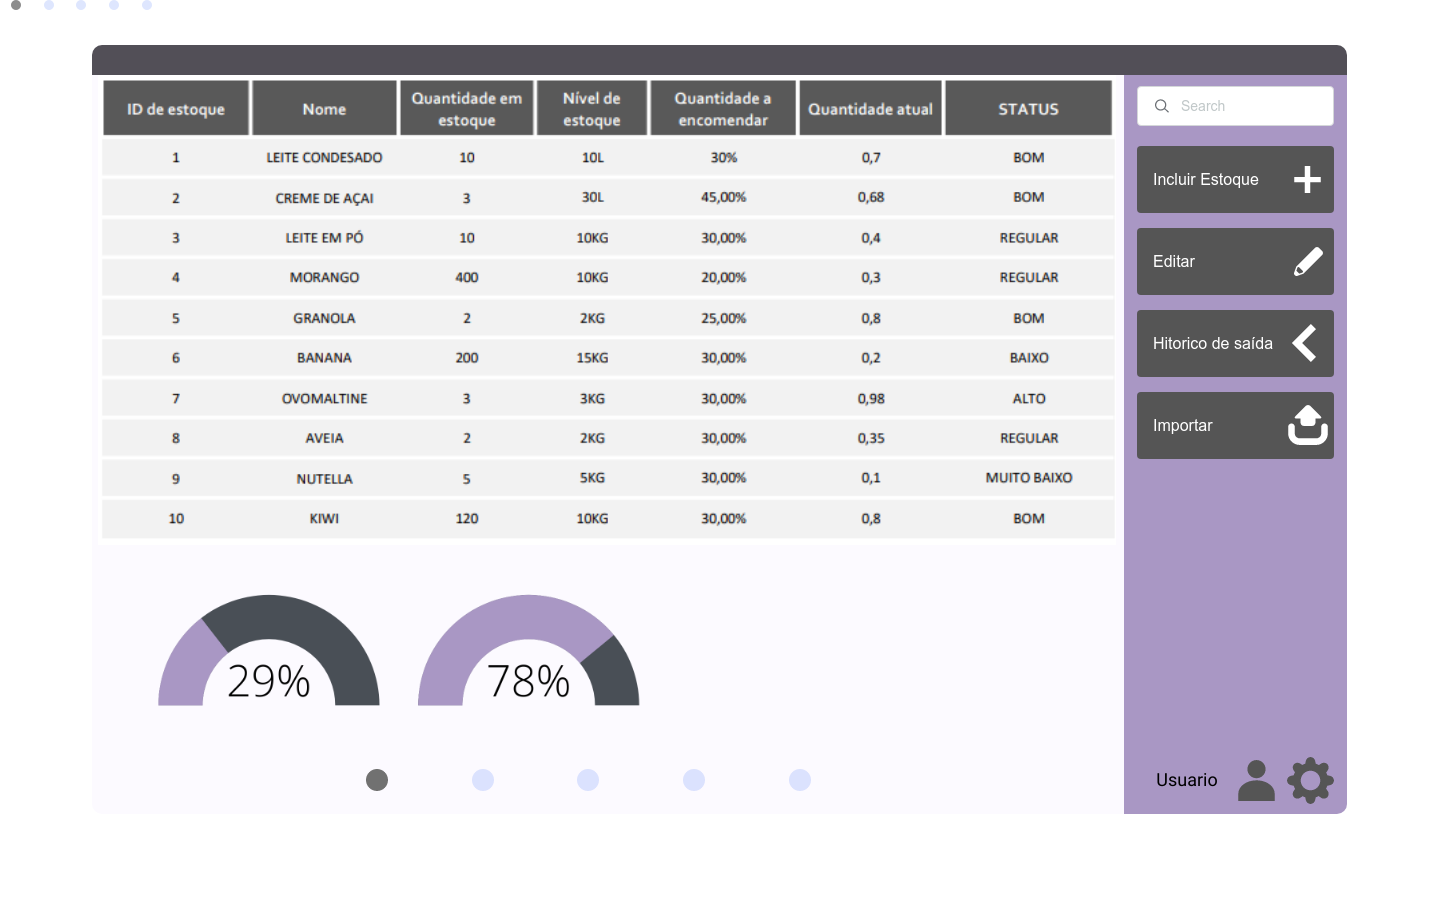 ID de estoque Nome Quantidade em estoque Nível de estoque Quantidade a encomendar Quantidade atual STATUS
1 LEITE CONDESADO 10 10L 30% 0,7 BOM
2 CREME DE AÇAI 3 30L 45,00% 0,68 BOM
3 LEITE EM PÓ 10 10KG 30,00% 0,4 REGULAR
4 MORANGO 400 10KG 20,00% 0,3 REGULAR
5 GRANOLA 2 2KG 25,00% 0,8 BOM
6 BANANA 200 15KG 30,00% 0,2 BAIXO
7 OVOMALTINE 3 3KG 30,00% 0,98 ALTO
8 AVEIA 2 2KG 30,00% 0,35 REGULAR
9 NUTELLA 5 5KG 30,00% 0,1 MUITO BAIXO
10 KIWI 120 10KG 30,00% 0,8 BOM
29% 78%
Search
Incluir Estoque
Editar
Hitorico de saída
Importar
Usuario